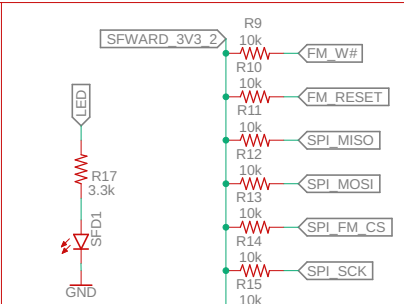 SFWARD_3V3_2
R9
10k
FM_W#
R10
10k
FM_RESET
R11
10k
SPI_MISO
R12
10k
SPI_MOSI
R13
10k
SPI_FM_CS
R14
10k
SPI_SCK
R15
10k
LED
R17
3.3k
SFD1
GND